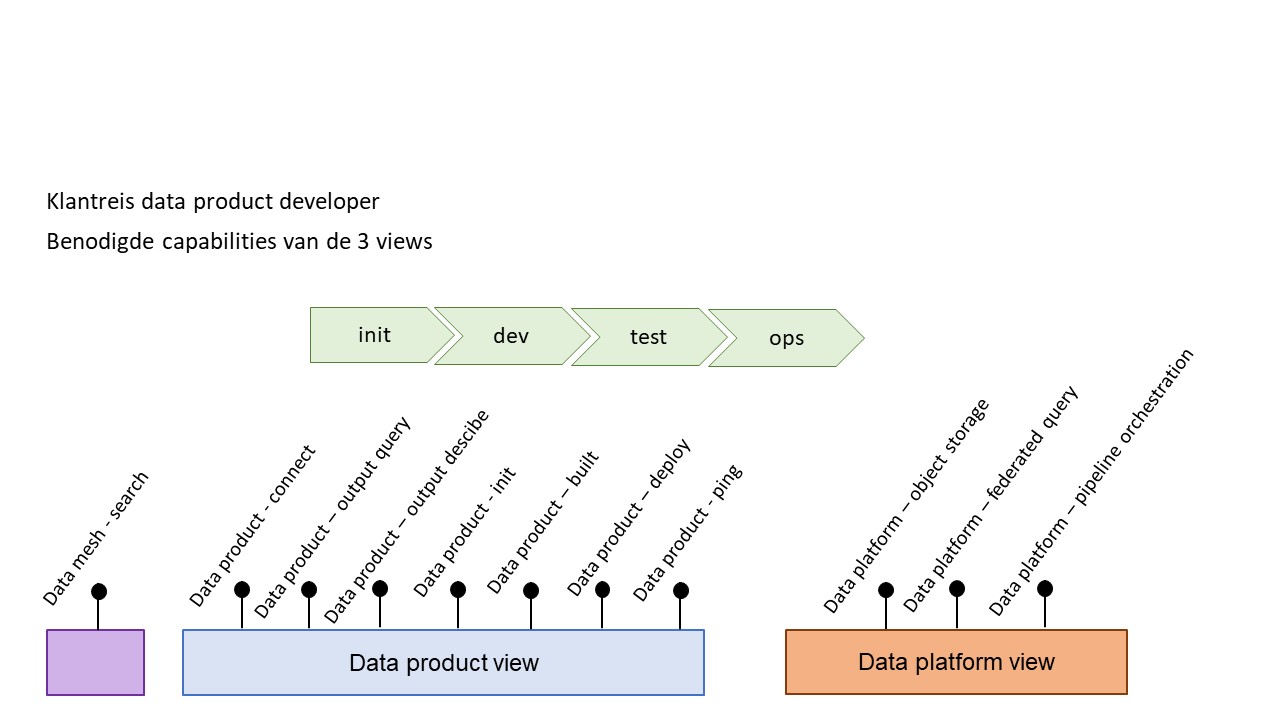 Klantreis data product developer
Benodigde capabilities van de 3 views
init
dev
test
ops
Data mesh - search
Data product - connect
Data product – output query
Data product – output descibe
Data product - init
Data product – built
Data product – deploy
Data product - ping
Data platform – object storage
Data platform – federated query
Data platform – pipeline orchestration
Data product view
Data platform view